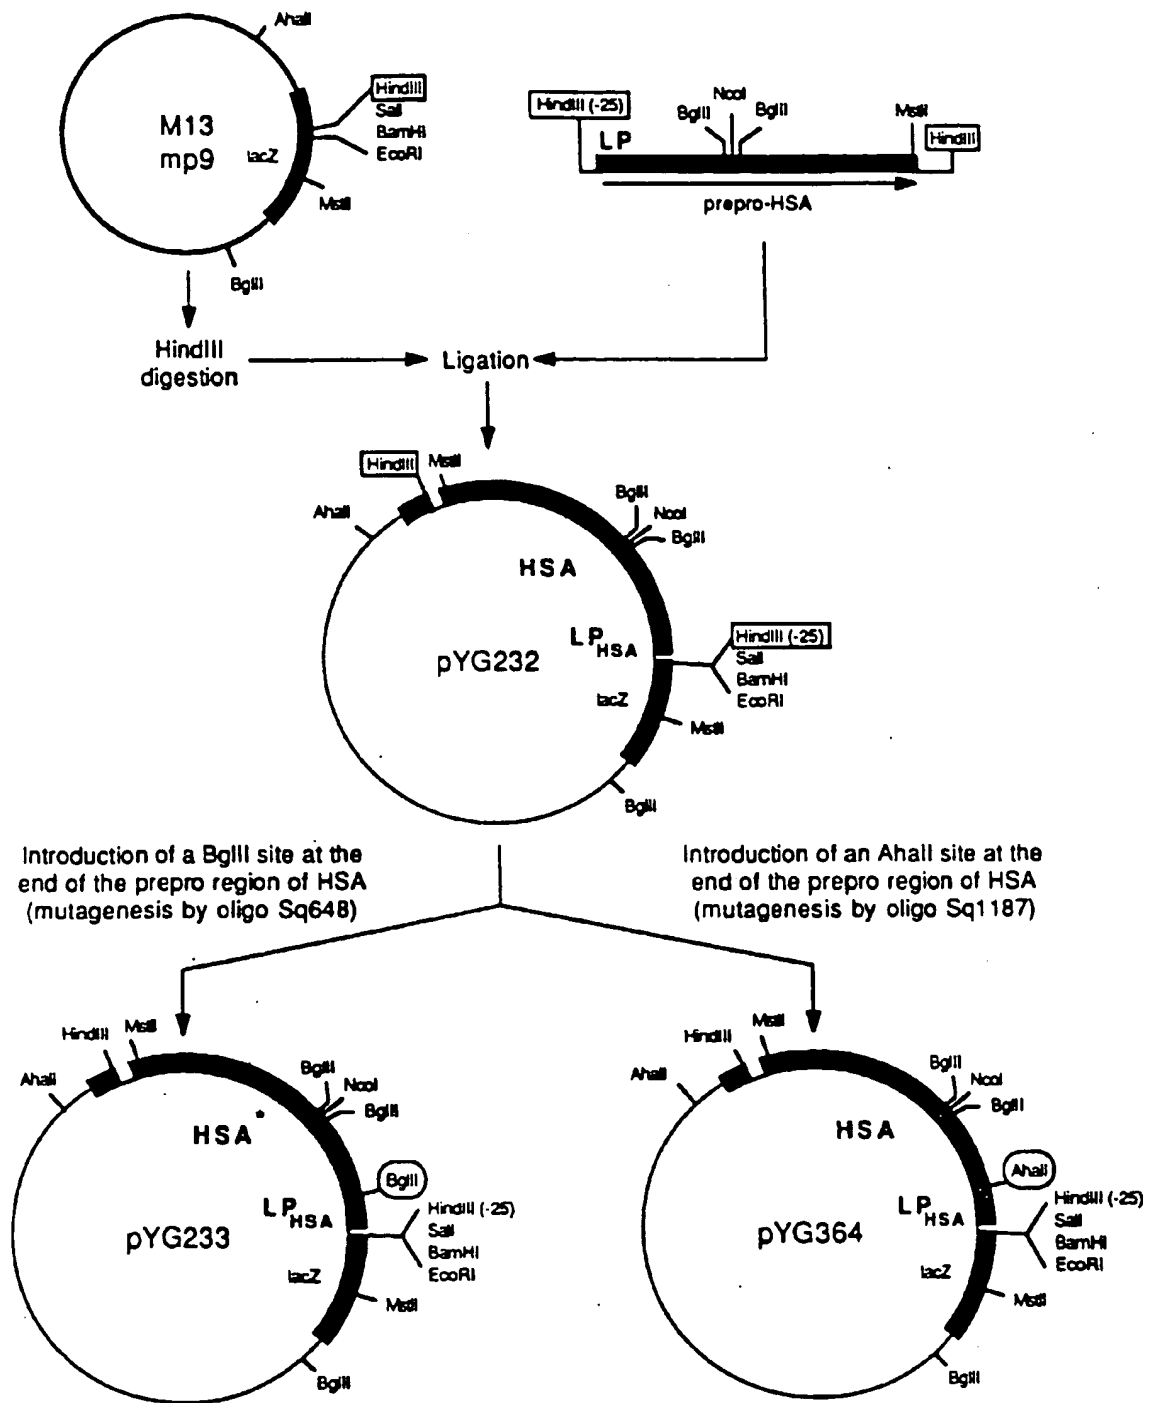 AhaII
M13
mp9
lacZ
HindIII
SalI
BamHI
EcoRI
MstII
BglII
HindIII (-25)
LP
BglII
NcoI
BglII
MstII
HindIII
prepro-HSA
HindIII
digestion
Ligation
HindIII
MstII
AhaII
BglII
NcoI
BglII
HSA
LP HSA
pYG232
HindIII (-25)
SalI
BamHI
EcoRI
lacZ
MstII
BglII
Introduction of a BglII site at the
end of the prepro region of HSA
(mutagenesis by oligo Sq648)
Introduction of an AhaII site at the
end of the prepro region of HSA
(mutagenesis by oligo Sq1187)
HindIII
MstII
AhaII
BglII
NcoI
BglII
HSA*
BglII
LP HSA
pYG233
HindIII (-25)
SalI
BamHI
EcoRI
lacZ
MstII
BglII
HindIII
MstII
AhaII
BglII
NcoI
BglII
HSA
AhaII
LP HSA
pYG364
HindIII (-25)
SalI
BamHI
EcoRI
lacZ
MstII
BglII